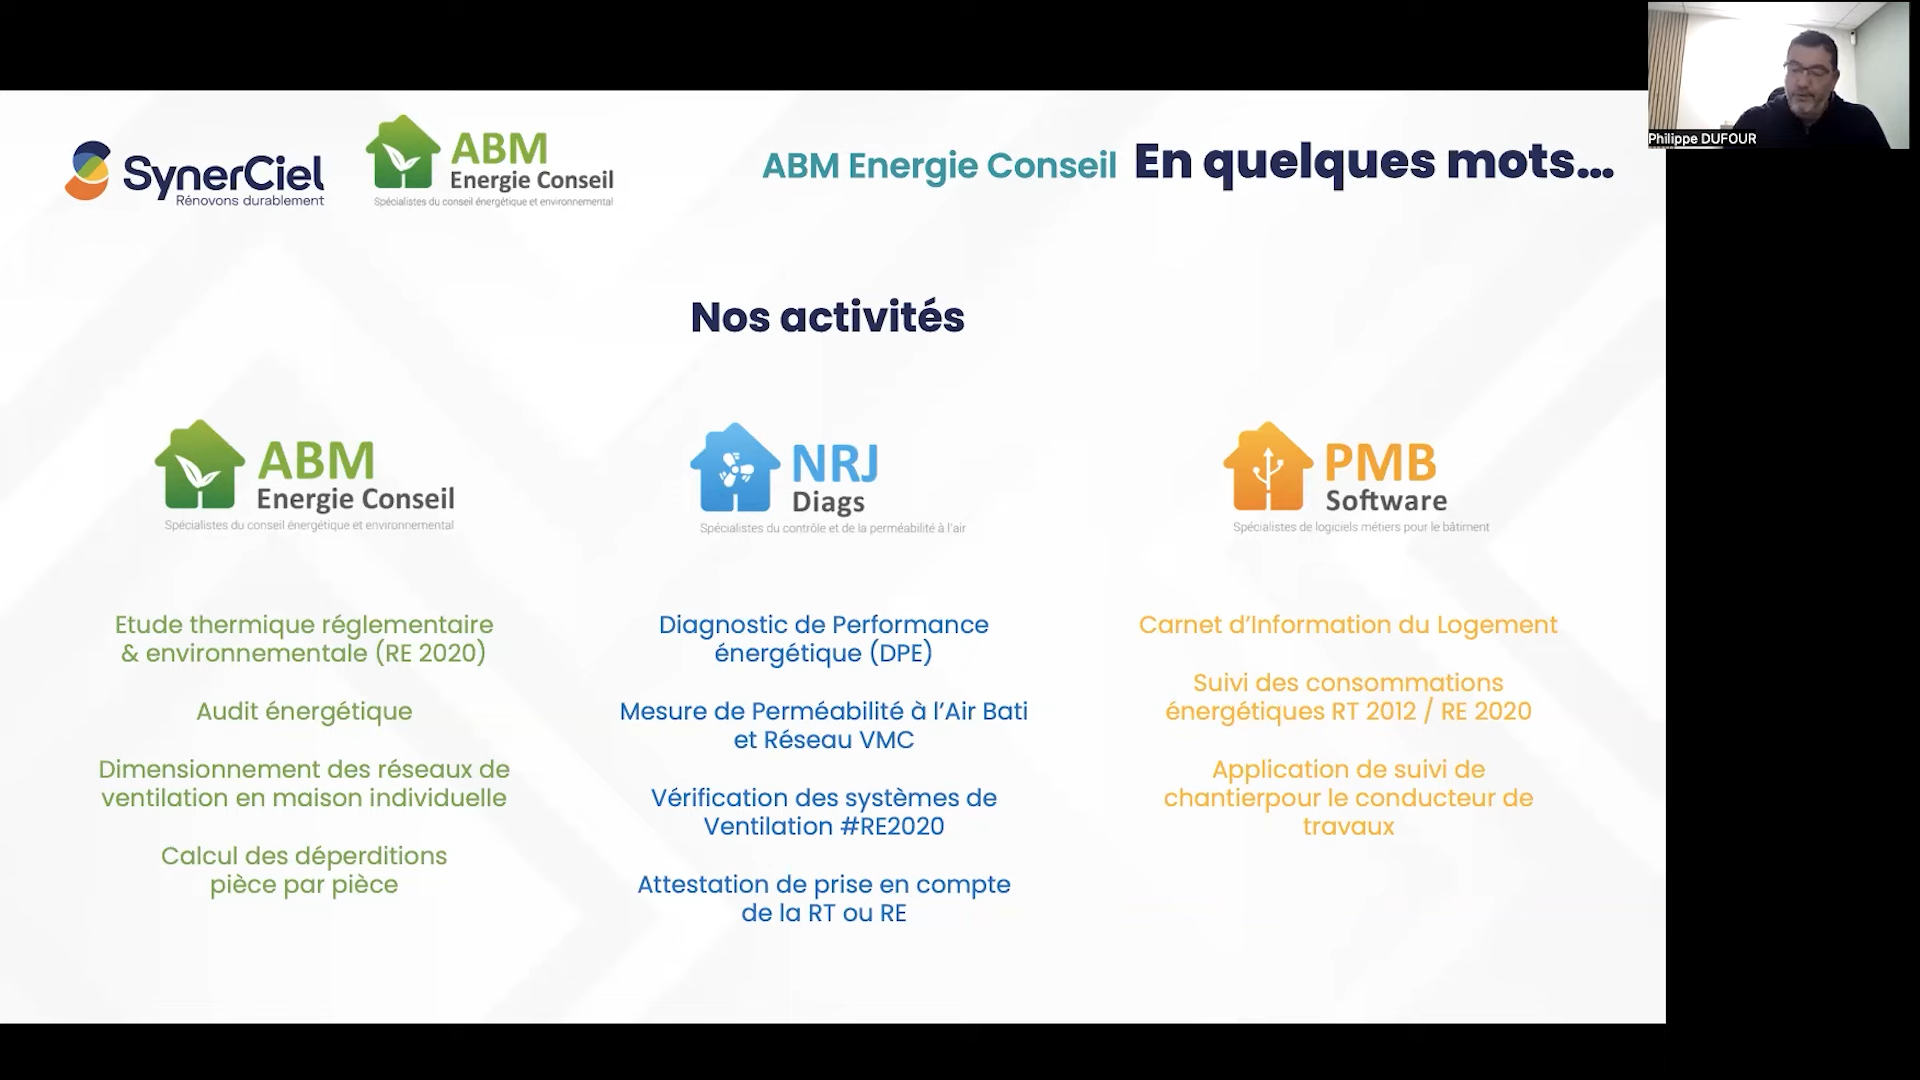 Philippe DUFOUR
SynerCiel
Rénovons durablement
ABM
Energie Conseil
Spécialistes du conseil énergétique et environnemental
ABM Energie Conseil En quelques mots...
Nos activités
ABM
Energie Conseil
Spécialistes du conseil énergétique et environnemental
Etude thermique réglementaire
& environnementale (RE 2020)
Audit énergétique
Dimensionnement des réseaux de
ventilation en maison individuelle
Calcul des déperditions
pièce par pièce
NRJ
Diags
Spécialistes du contrôle et de la perméabilité à l'air
Diagnostic de Performance
énergétique (DPE)
Mesure de Perméabilité à l'Air Bati
et Réseau VMC
Vérification des systèmes de
Ventilation #RE2020
Attestation de prise en compte
de la RT ou RE
PMB
Software
Spécialistes de logiciels métiers pour le bâtiment
Carnet d'Information du Logement
Suivi des consommations
énergétiques RT 2012 / RE 2020
Application de suivi de
chantierpour le conducteur de
travaux